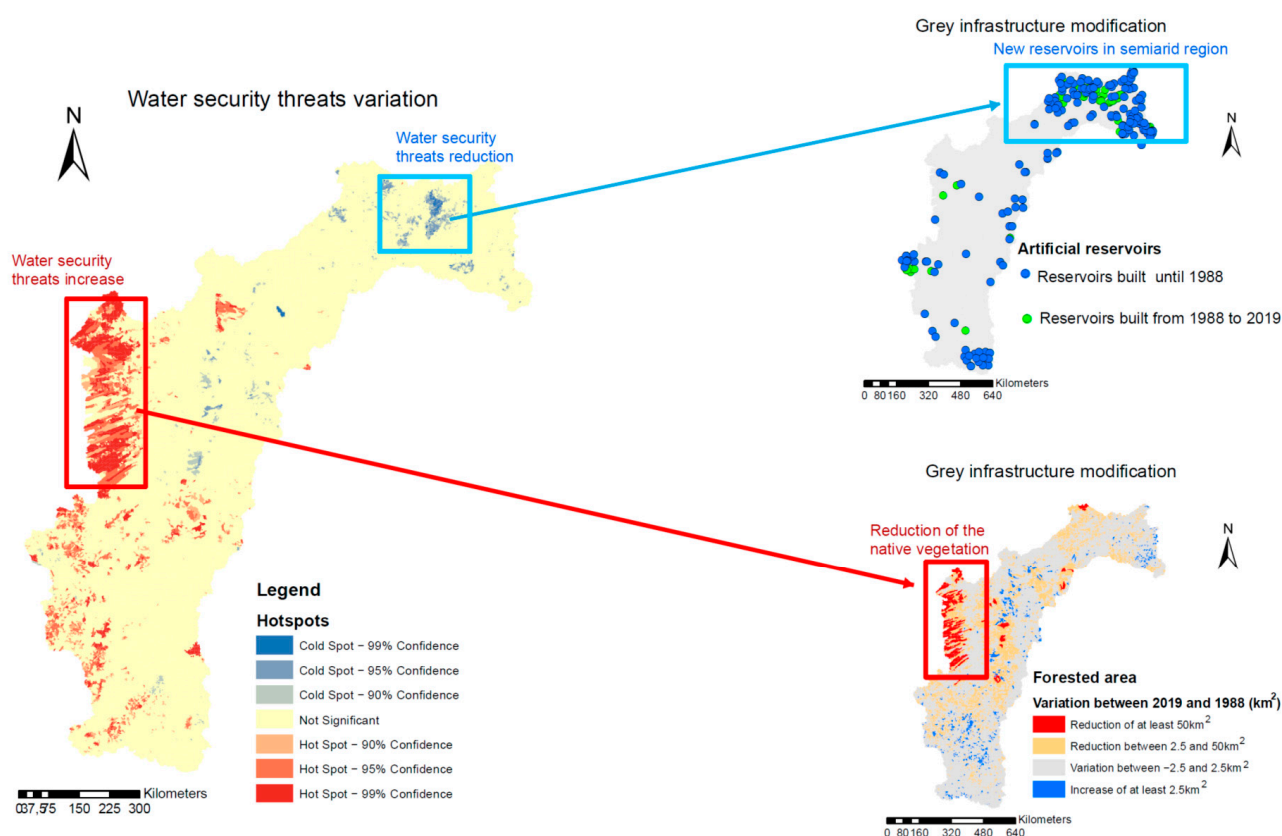 Water security threats variation
N
Water security
threats reduction
Water security
threats increase
Legend
Hotspots
Cold Spot – 99% Confidence
Cold Spot – 95% Confidence
Cold Spot – 90% Confidence
Not Significant
Hot Spot – 90% Confidence
Hot Spot – 95% Confidence
Hot Spot – 99% Confidence
Kilometers
037,575 150 225 300
Grey infrastructure modification
New reservoirs in semiarid region
N
Artificial reservoirs
Reservoirs built until 1988
Reservoirs built from 1988 to 2019
Kilometers
0 80 160 320 480 640
Grey infrastructure modification
Reduction of the
native vegetation
N
Forested area
Variation between 2019 and 1988 (km²)
Reduction of at least 50km²
Reduction between 2.5 and 50km²
Variation between −2.5 and 2.5km²
Increase of at least 2.5km²
Kilometers
0 80 160 320 480 640